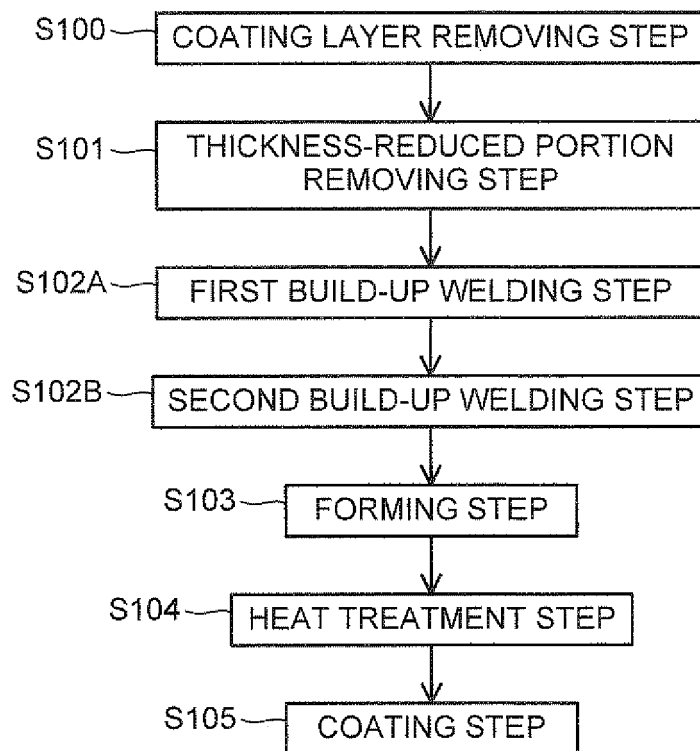 S100 COATING LAYER REMOVING STEP
S101 THICKNESS-REDUCED PORTION
REMOVING STEP
S102A FIRST BUILD-UP WELDING STEP
S102B SECOND BUILD-UP WELDING STEP
S103 FORMING STEP
S104 HEAT TREATMENT STEP
S105 COATING STEP